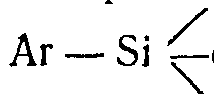 Ar — Si